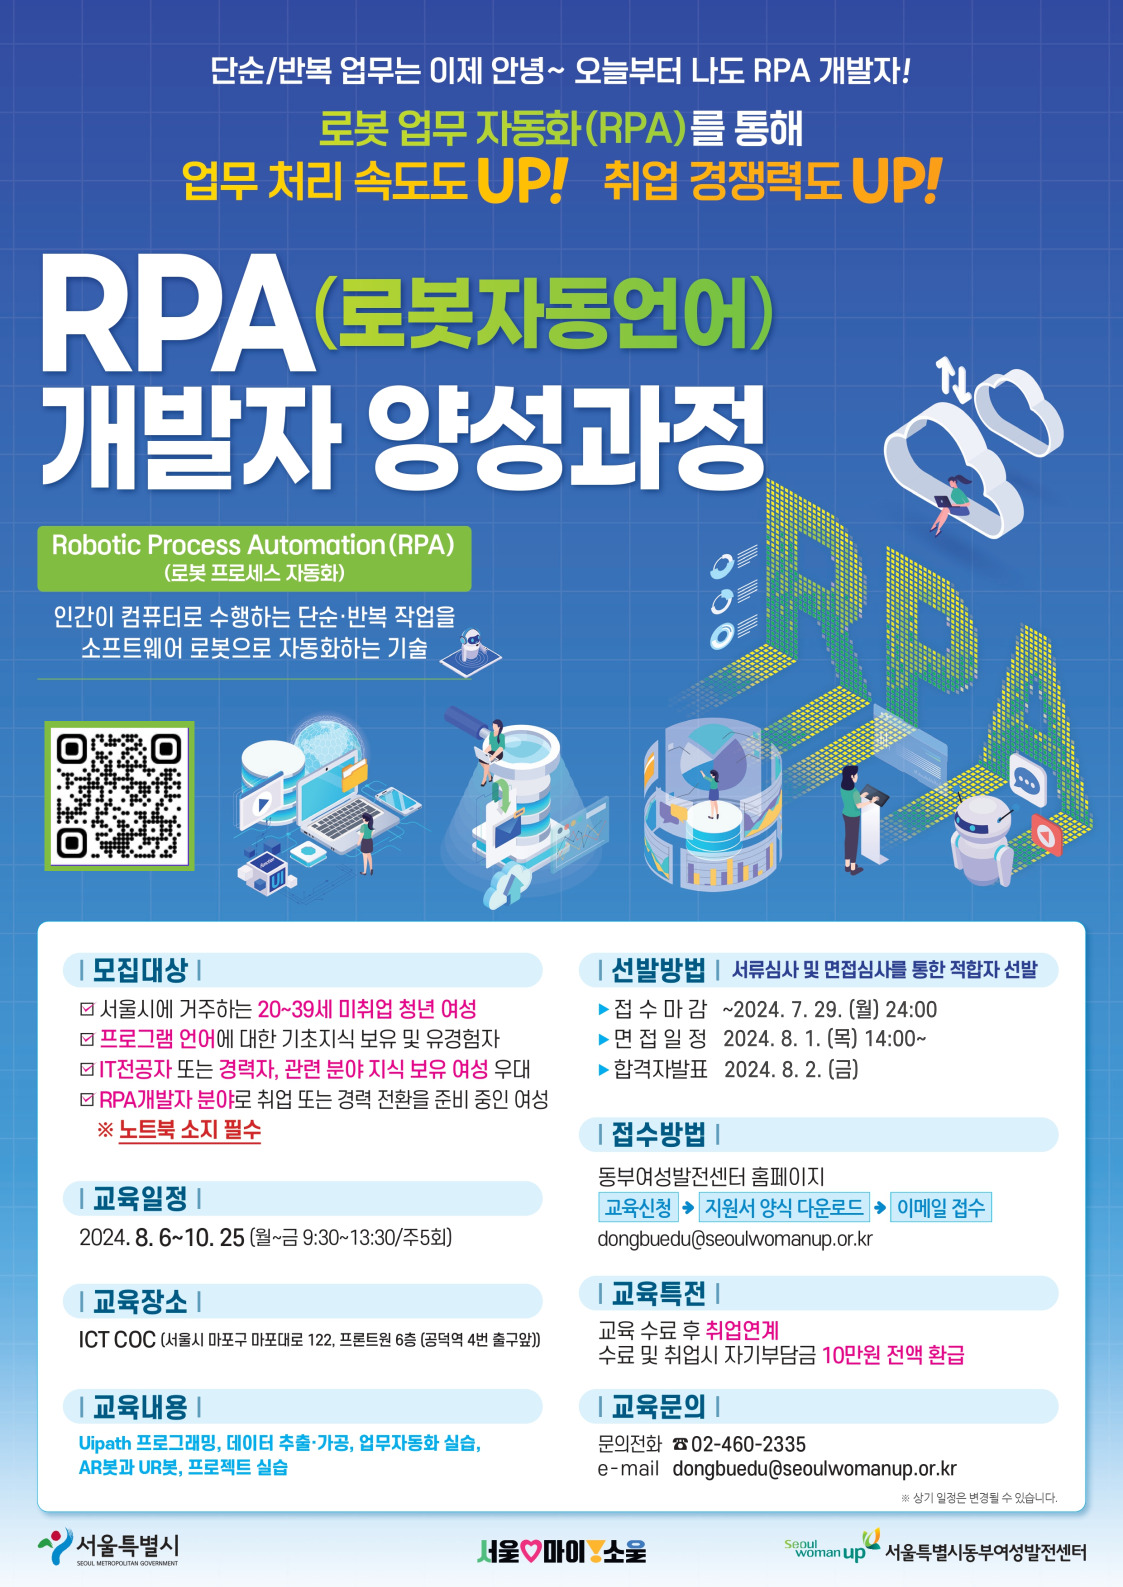 단순/반복 업무는 이제 안녕~ 오늘부터 나도 RPA 개발자!
로봇 업무 자동화(RPA)를 통해
업무 처리 속도도 UP! 취업 경쟁력도 UP!
RPA(로봇자동언어)
개발자 양성과정
Robotic Process Automation(RPA)
(로봇 프로세스 자동화)
인간이 컴퓨터로 수행하는 단순·반복 작업을
소프트웨어 로봇으로 자동화하는 기술
RPA
UI
| 모집대상 |
서울시에 거주하는 20~39세 미취업 청년 여성
프로그램 언어에 대한 기초지식 보유 및 유경험자
IT전공자 또는 경력자, 관련 분야 지식 보유 여성 우대
RPA개발자 분야로 취업 또는 경력 전환을 준비 중인 여성
※ 노트북 소지 필수
| 교육일정 |
2024. 8. 6~10. 25 (월~금 9:30~13:30/주5회)
| 교육장소 |
ICT COC (서울시 마포구 마포대로 122, 프론트원 6층 (공덕역 4번 출구앞))
| 교육내용 |
Uipath 프로그래밍, 데이터 추출·가공, 업무자동화 실습,
AR봇과 UR봇, 프로젝트 실습
| 선발방법 | 서류심사 및 면접심사를 통한 적합자 선발
▶ 접 수 마 감 ~2024. 7. 29. (월) 24:00
▶ 면 접 일 정 2024. 8. 1. (목) 14:00~
▶ 합격자발표 2024. 8. 2. (금)
| 접수방법 |
동부여성발전센터 홈페이지
교육신청 → 지원서 양식 다운로드 → 이메일 접수
dongbuedu@seoulwomanup.or.kr
| 교육특전 |
교육 수료 후 취업연계
수료 및 취업시 자기부담금 10만원 전액 환급
| 교육문의 |
문의전화 ☎02-460-2335
e-mail dongbuedu@seoulwomanup.or.kr
※ 상기 일정은 변경될 수 있습니다.
서울특별시
SEOUL METROPOLITAN GOVERNMENT
서울♡마이소울
Seoul woman up 서울특별시동부여성발전센터